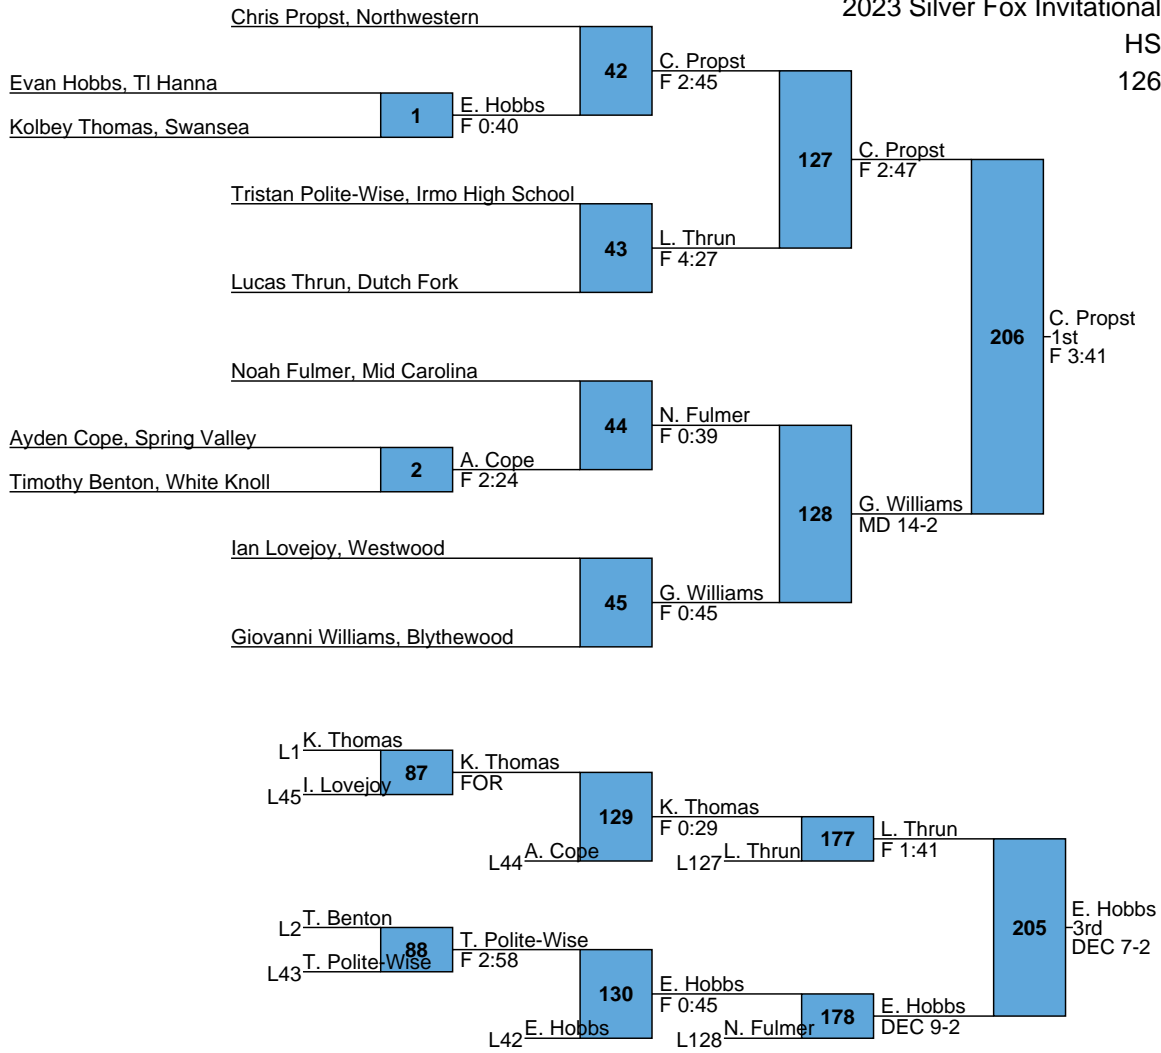 2023 Silver Fox Invitational
HS
126
Chris Propst, Northwestern
42
C. Propst
F 2:45
Evan Hobbs, Tl Hanna
1
E. Hobbs
F 0:40
Kolbey Thomas, Swansea
127
C. Propst
F 2:47
Tristan Polite-Wise, Irmo High School
43
L. Thrun
F 4:27
Lucas Thrun, Dutch Fork
206
C. Propst
1st
F 3:41
Noah Fulmer, Mid Carolina
44
N. Fulmer
F 0:39
Ayden Cope, Spring Valley
2
A. Cope
F 2:24
Timothy Benton, White Knoll
128
G. Williams
MD 14-2
Ian Lovejoy, Westwood
45
G. Williams
F 0:45
Giovanni Williams, Blythewood
L1 K. Thomas
87
K. Thomas
FOR
L45 I. Lovejoy
129
K. Thomas
F 0:29
L44 A. Cope
177
L. Thrun
F 1:41
L127 L. Thrun
L2 T. Benton
88
T. Polite-Wise
F 2:58
L43 T. Polite-Wise
205
E. Hobbs
3rd
DEC 7-2
130
E. Hobbs
F 0:45
L42 E. Hobbs
178
E. Hobbs
DEC 9-2
L128 N. Fulmer